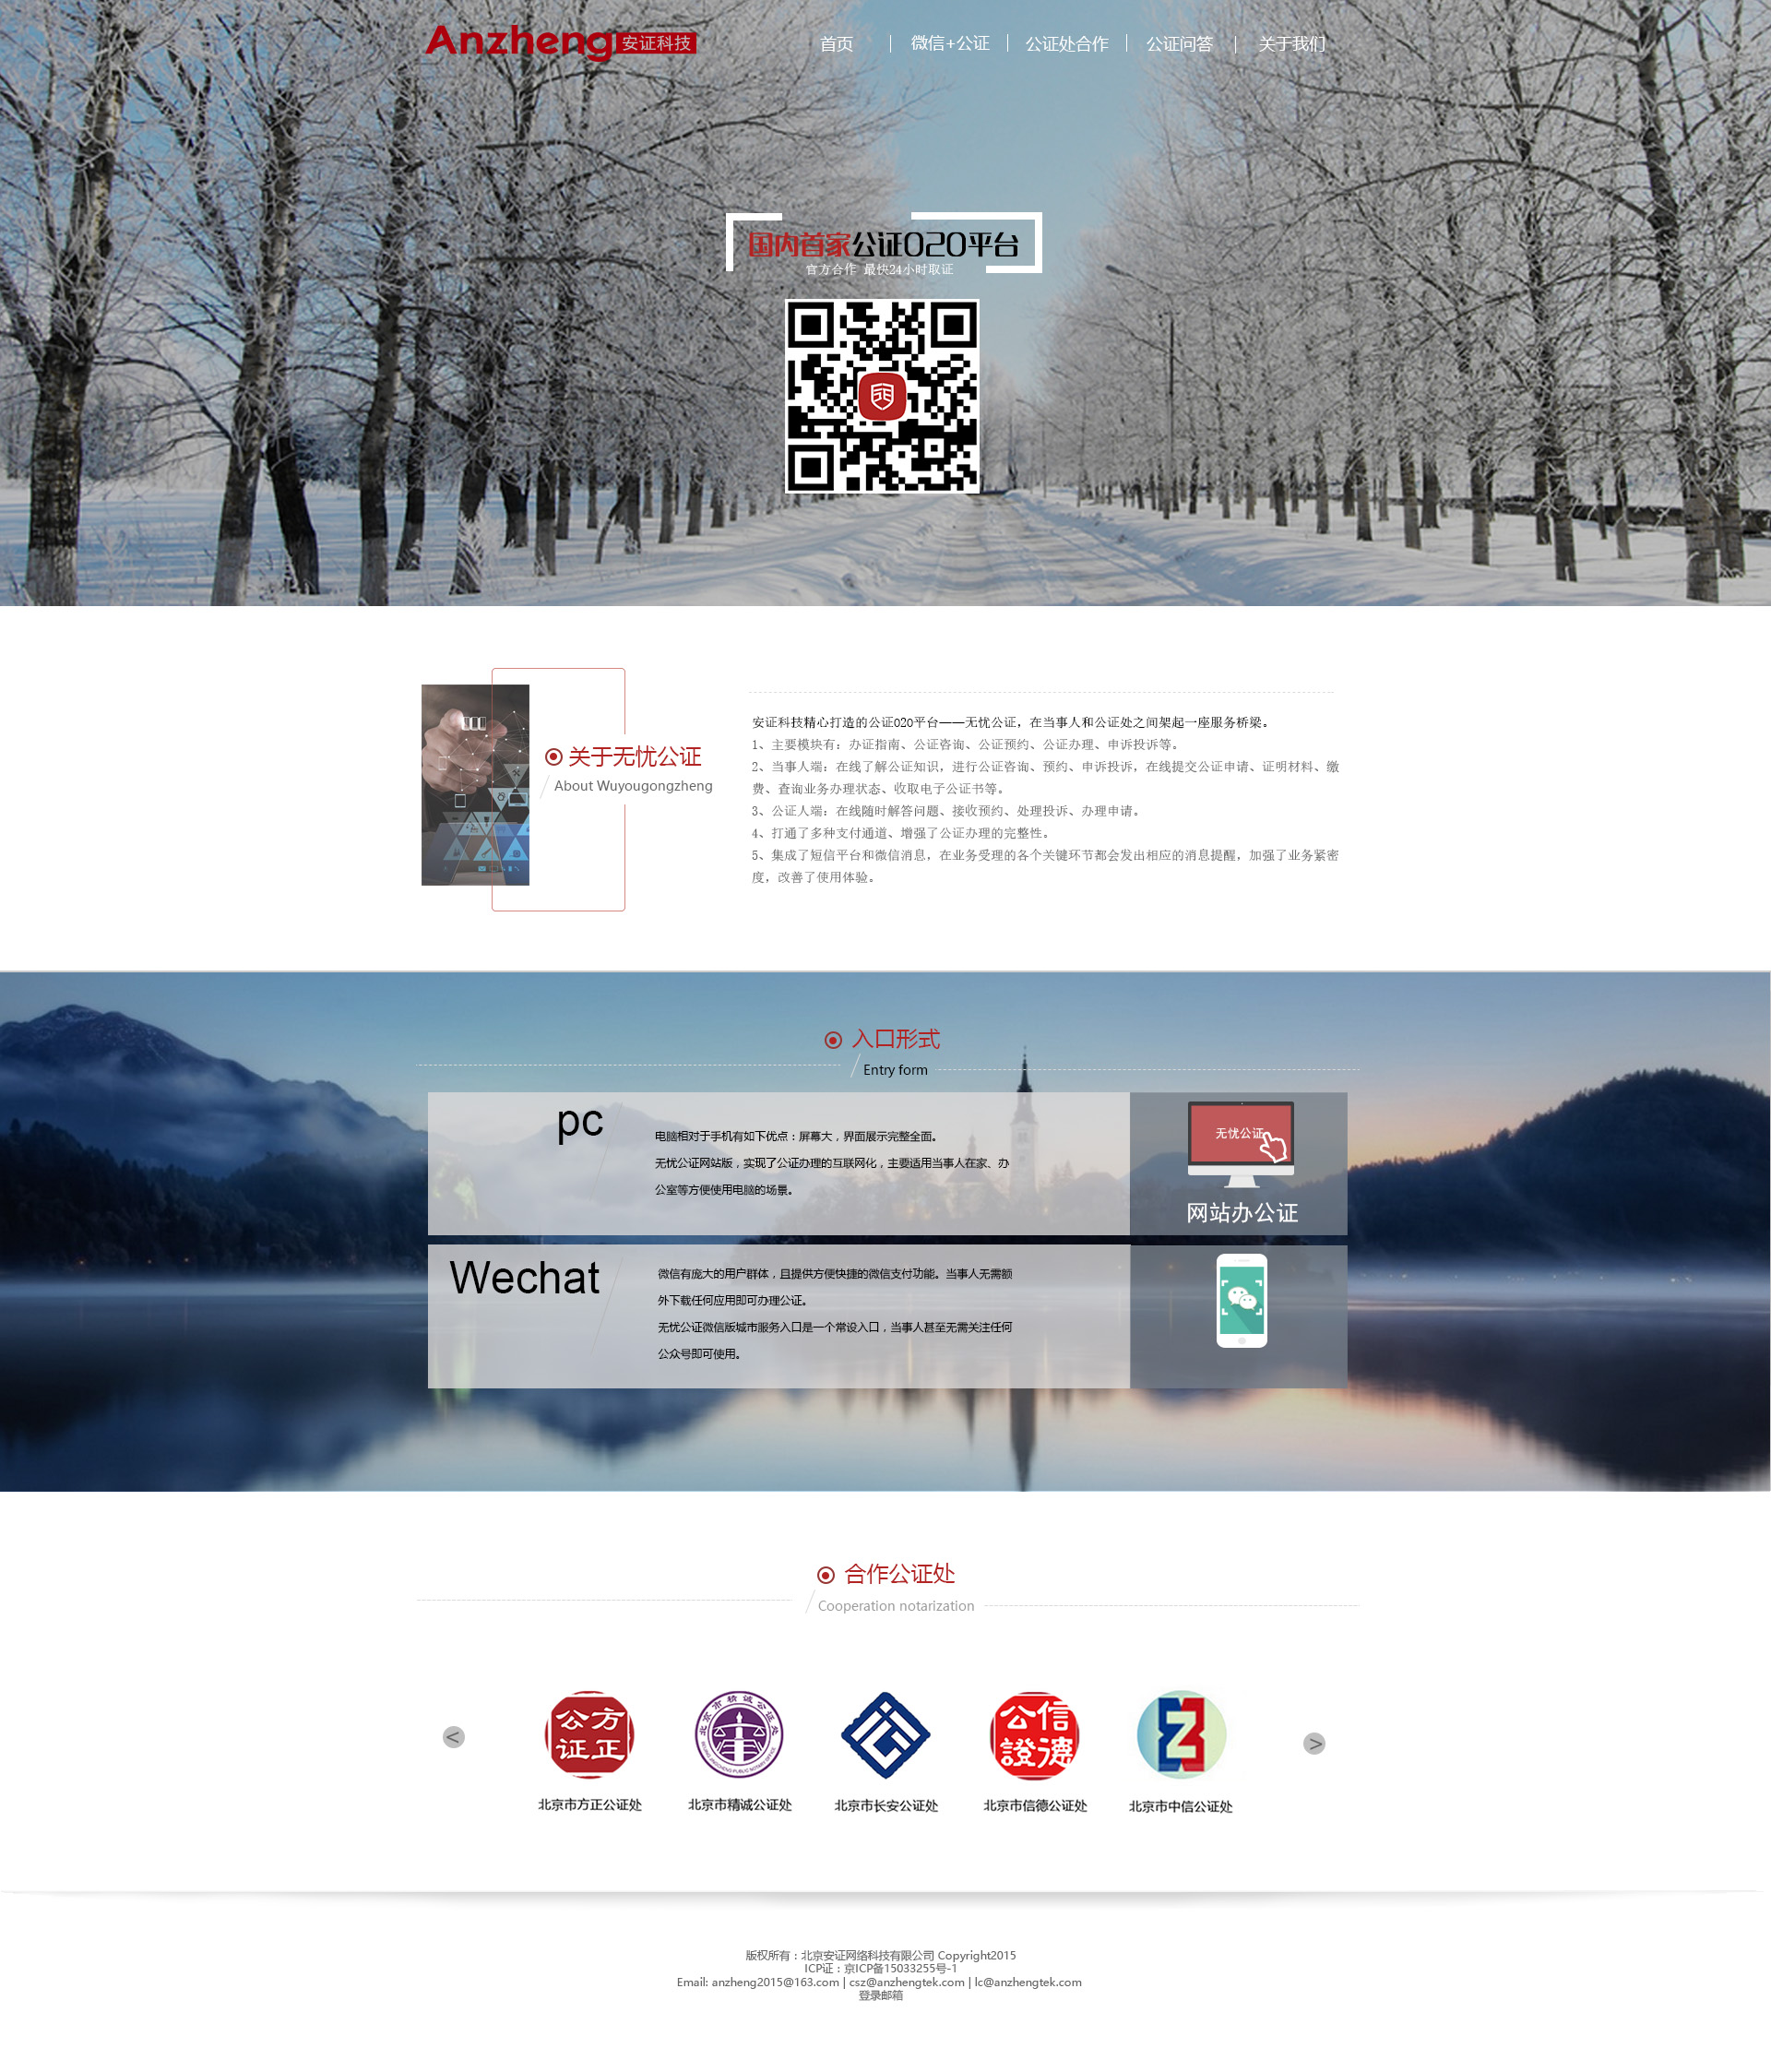 Anzheng 安证科技
首页 微信+公证 公证处合作 公证问答 关于我们
国内首家公证O2O平台
官方合作 最快24小时取证
关于无忧公证
About Wuyougongzheng
安证科技精心打造的公证020平台——无忧公证，在当事人和公证处之间架起一座服务桥梁。
1、主要模块有：办证指南、公证咨询、公证预约、公证办理、申诉投诉等。
2、当事人端：在线了解公证知识，进行公证咨询、预约、申诉投诉，在线提交公证申请、证明材料、缴
费、查询业务办理状态、收取电子公证书等。
3、公证人端：在线随时解答问题、接收预约、处理投诉、办理申请。
4、打通了多种支付通道、增强了公证办理的完整性。
5、集成了短信平台和微信消息，在业务受理的各个关键环节都会发出相应的消息提醒，加强了业务紧密
度，改善了使用体验。
入口形式
Entry form
pc
电脑相对于手机有如下优点：屏幕大，界面展示完整全面。
无忧公证网站版，实现了公证办理的互联网化，主要适用当事人在家、办
公室等方便使用电脑的场景。
无忧公证
网站办公证
Wechat
微信有庞大的用户群体，且提供方便快捷的微信支付功能。当事人无需额
外下载任何应用即可办理公证。
无忧公证微信版城市服务入口是一个常设入口，当事人甚至无需关注任何
公众号即可使用。
合作公证处
Cooperation notarization
< >
公方
证正
北京市精诚公证处
公信
證德
北京市方正公证处 北京市精诚公证处 北京市长安公证处 北京市信德公证处 北京市中信公证处
版权所有：北京安证网络科技有限公司 Copyright2015
ICP证：京ICP备15033255号-1
Email: anzheng2015@163.com | csz@anzhengtek.com | lc@anzhengtek.com
登录邮箱